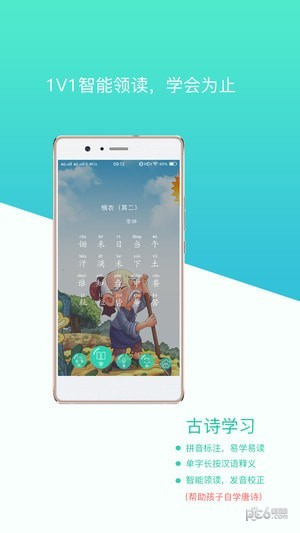 1V1智能领读，学会为止
09:12
悯农（其二）
李绅
锄禾日当午
汗滴禾下土
谁知盘中餐
粒粒皆辛苦
古诗学习
拼音标注，易学易读
单字长按汉语释义
智能领读，发音校正
(帮助孩子自学唐诗)